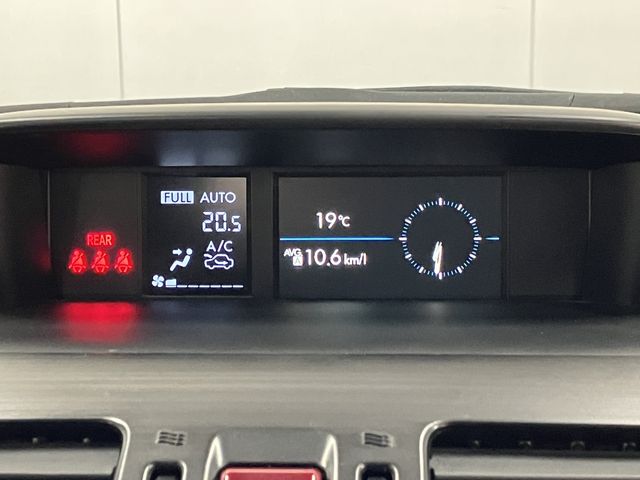 REAR
FULL AUTO
20.5
A/C
19°C
AVG
A 10.6 km/l